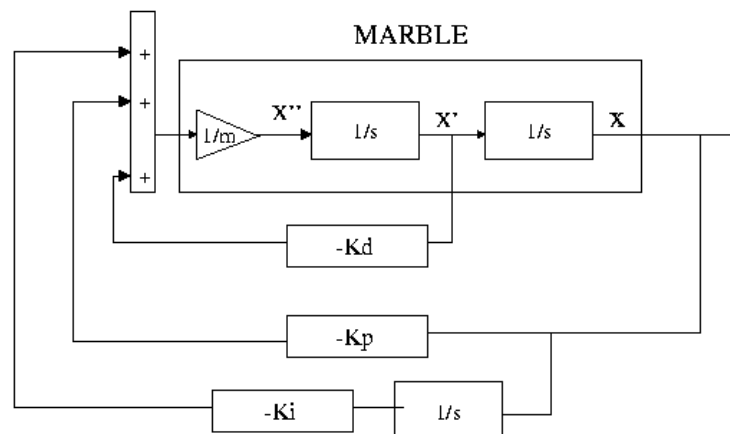 MARBLE
+
+
+
1/m
X''
1/s
X'
1/s
X
-Kd
-Kp
-Ki
1/s